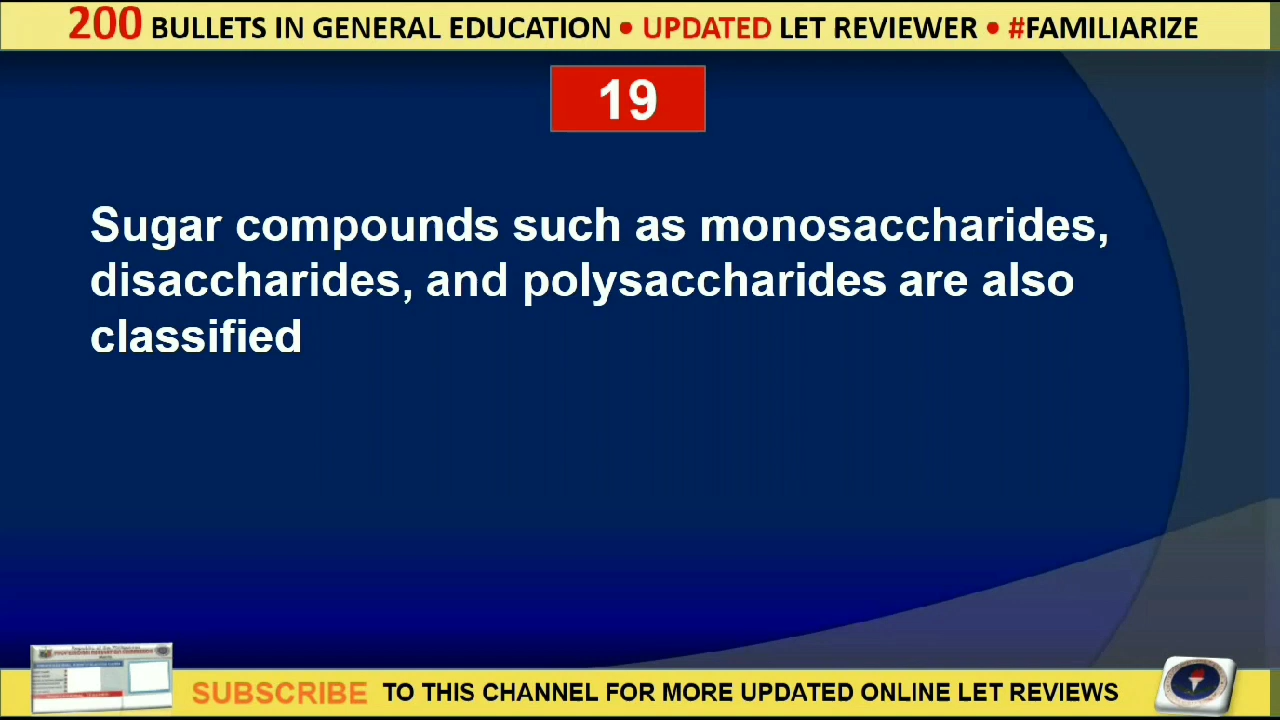 200 BULLETS IN GENERAL EDUCATION • UPDATED LET REVIEWER • #FAMILIARIZE
19
Sugar compounds such as monosaccharides,
disaccharides, and polysaccharides are also
classified
SUBSCRIBE TO THIS CHANNEL FOR MORE UPDATED ONLINE LET REVIEWS